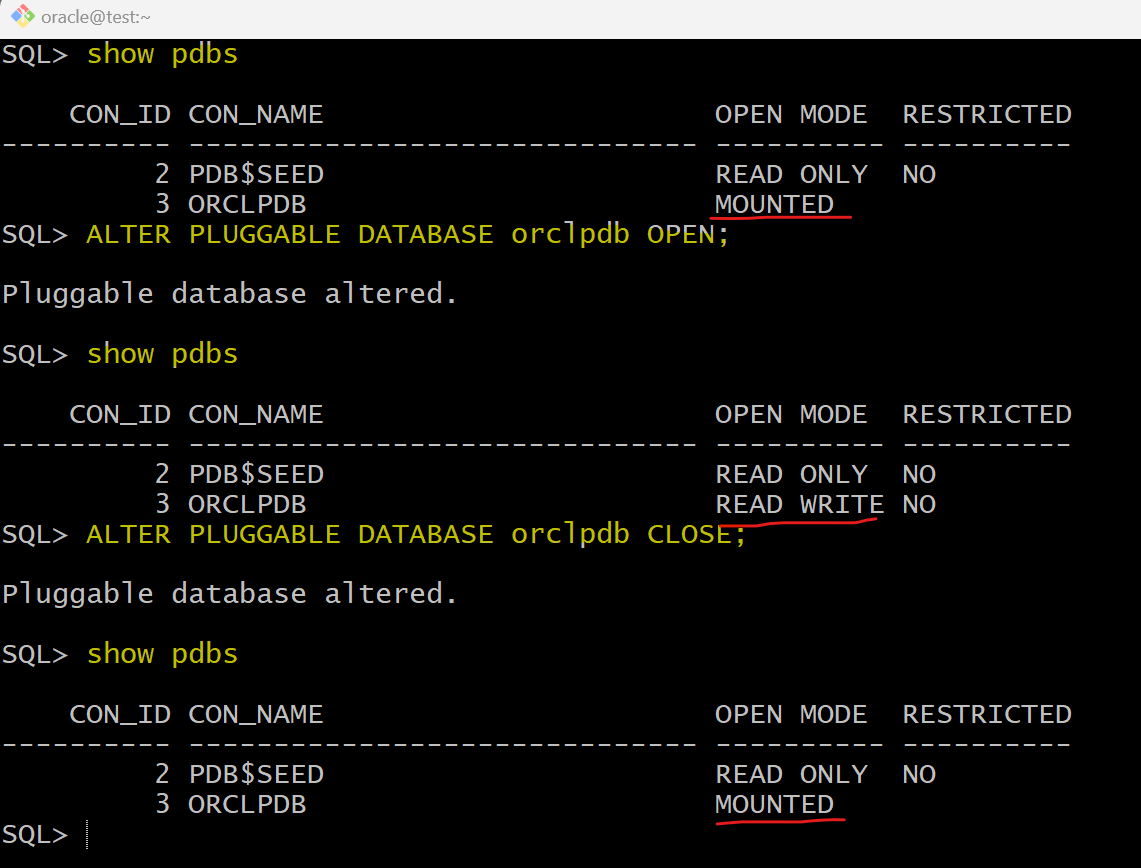 oracle@test:~
SQL> show pdbs
    CON_ID CON_NAME                       OPEN MODE  RESTRICTED
---------- ------------------------------ ---------- ----------
         2 PDB$SEED                       READ ONLY  NO
         3 ORCLPDB                        MOUNTED
SQL> ALTER PLUGGABLE DATABASE orclpdb OPEN;
Pluggable database altered.
SQL> show pdbs
    CON_ID CON_NAME                       OPEN MODE  RESTRICTED
---------- ------------------------------ ---------- ----------
         2 PDB$SEED                       READ ONLY  NO
         3 ORCLPDB                        READ WRITE NO
SQL> ALTER PLUGGABLE DATABASE orclpdb CLOSE;
Pluggable database altered.
SQL> show pdbs
    CON_ID CON_NAME                       OPEN MODE  RESTRICTED
---------- ------------------------------ ---------- ----------
         2 PDB$SEED                       READ ONLY  NO
         3 ORCLPDB                        MOUNTED
SQL>